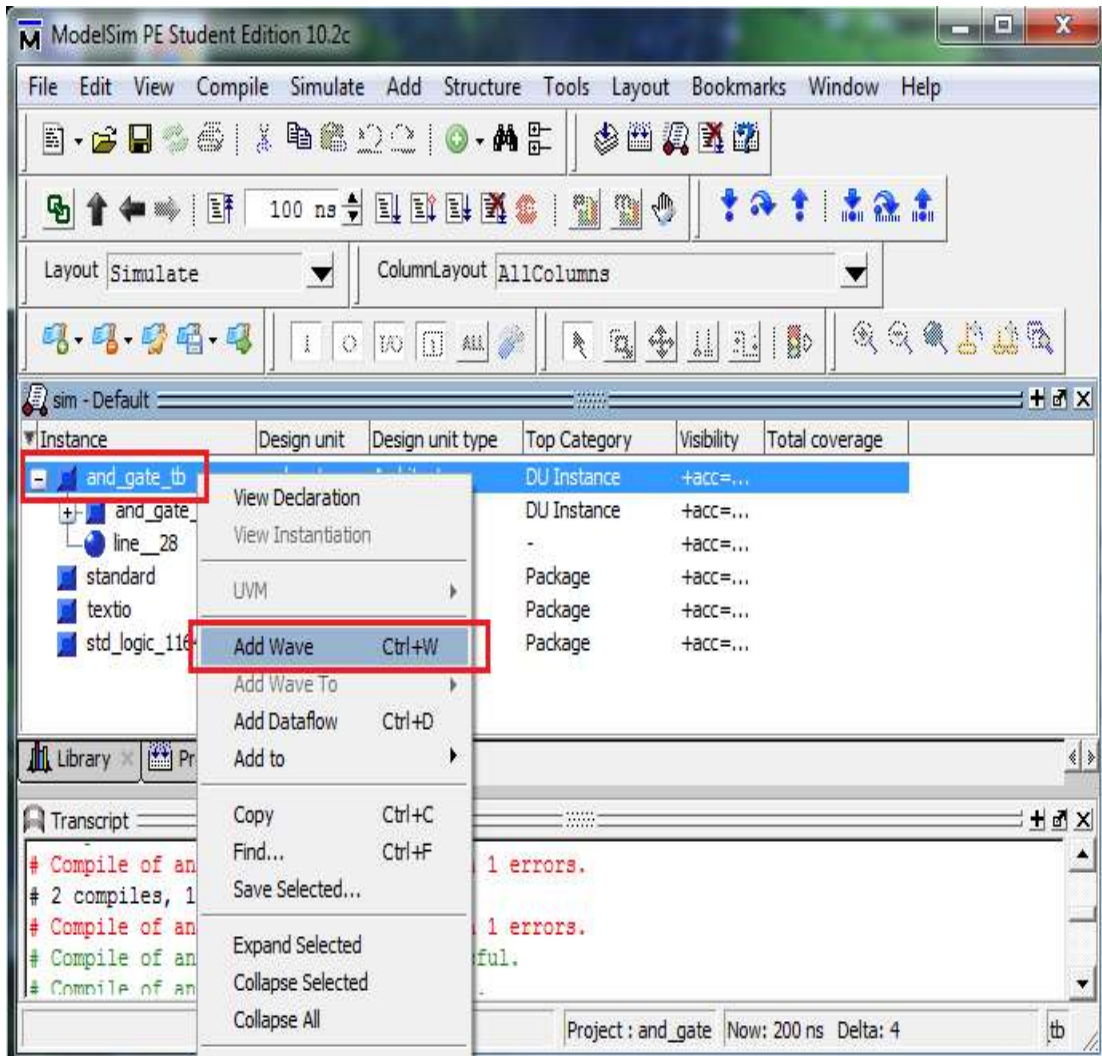 ModelSim PE Student Edition 10.2c
File Edit View Compile Simulate Add Structure Tools Layout Bookmarks Window Help
100 ns
Layout Simulate ColumnLayout AllColumns
ALL
sim - Default
Instance Design unit Design unit type Top Category Visibility Total coverage
and_gate_tb DU Instance +acc=...
and_gate_ DU Instance +acc=...
line__28 - +acc=...
standard Package +acc=...
textio Package +acc=...
std_logic_116 Package +acc=...
View Declaration
View Instantiation
UVM
Add Wave Ctrl+W
Add Wave To
Add Dataflow Ctrl+D
Add to
Copy Ctrl+C
Find... Ctrl+F
Save Selected...
Expand Selected
Collapse Selected
Collapse All
Library Pr
Transcript
# Compile of an 1 errors.
# 2 compiles, 1
# Compile of an 1 errors.
# Compile of an ful.
# Compile of an
Project : and_gate Now: 200 ns Delta: 4 tb